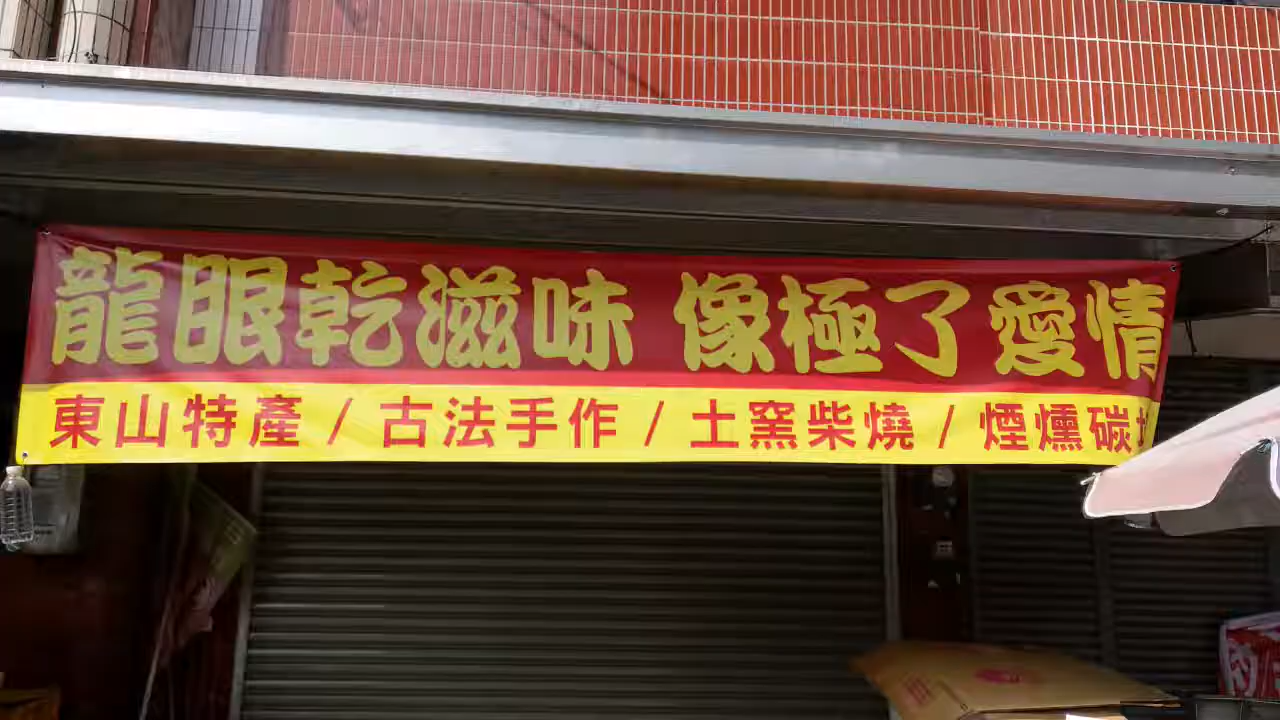 龍眼乾滋味 像極了愛情
東山特產 / 古法手作 / 土窯柴燒 / 煙燻碳
肉